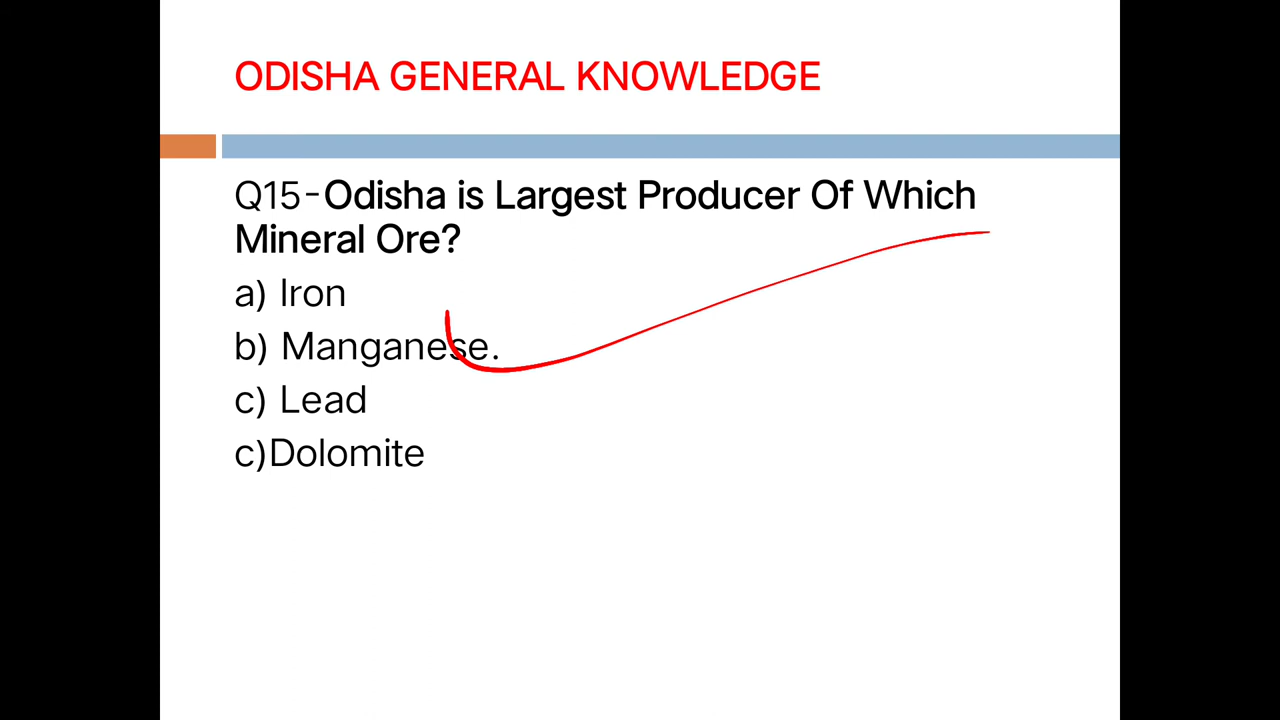 ODISHA GENERAL KNOWLEDGE
Q15-Odisha is Largest Producer Of Which
Mineral Ore?
a) Iron
b) Manganese.
c) Lead
c)Dolomite